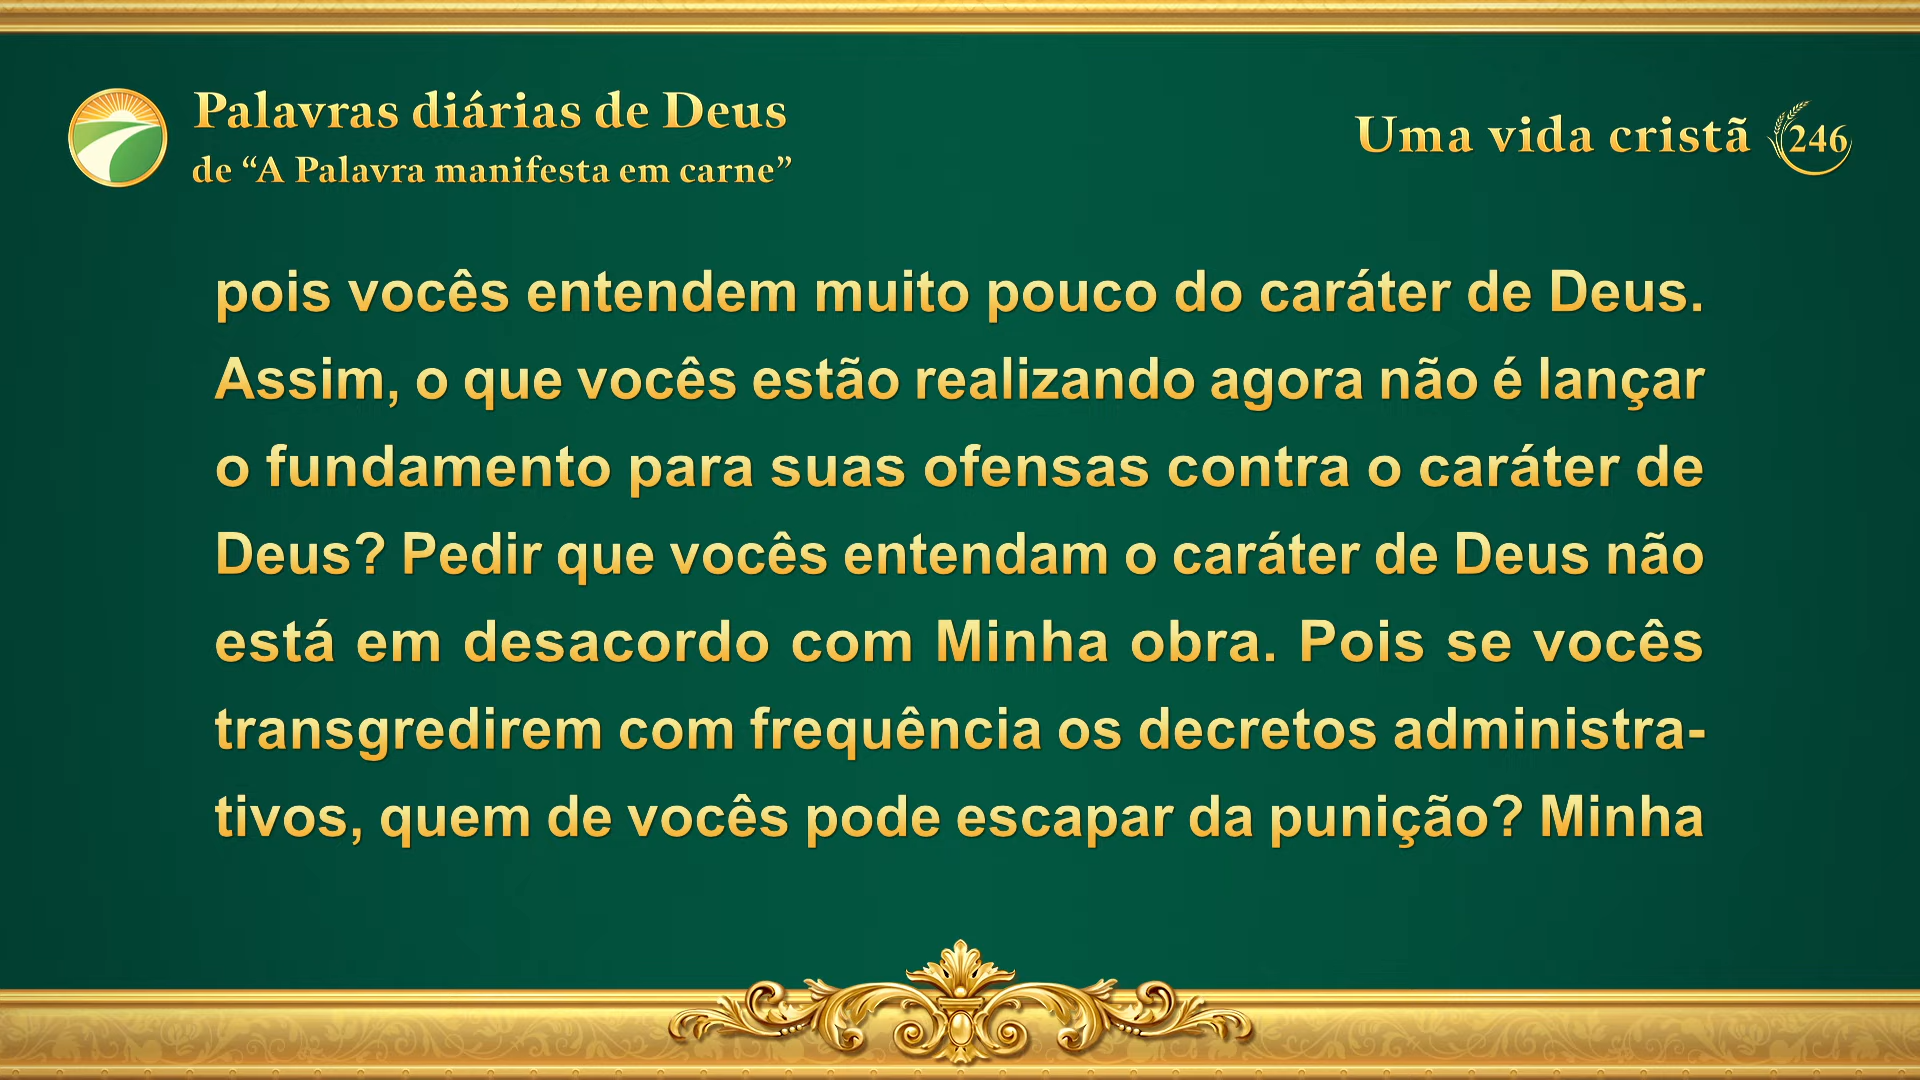 Palavras diárias de Deus
de “A Palavra manifesta em carne”
Uma vida cristã 246
pois vocês entendem muito pouco do caráter de Deus.
Assim, o que vocês estão realizando agora não é lançar
o fundamento para suas ofensas contra o caráter de
Deus? Pedir que vocês entendam o caráter de Deus não
está em desacordo com Minha obra. Pois se vocês
transgredirem com frequência os decretos administra-
tivos, quem de vocês pode escapar da punição? Minha